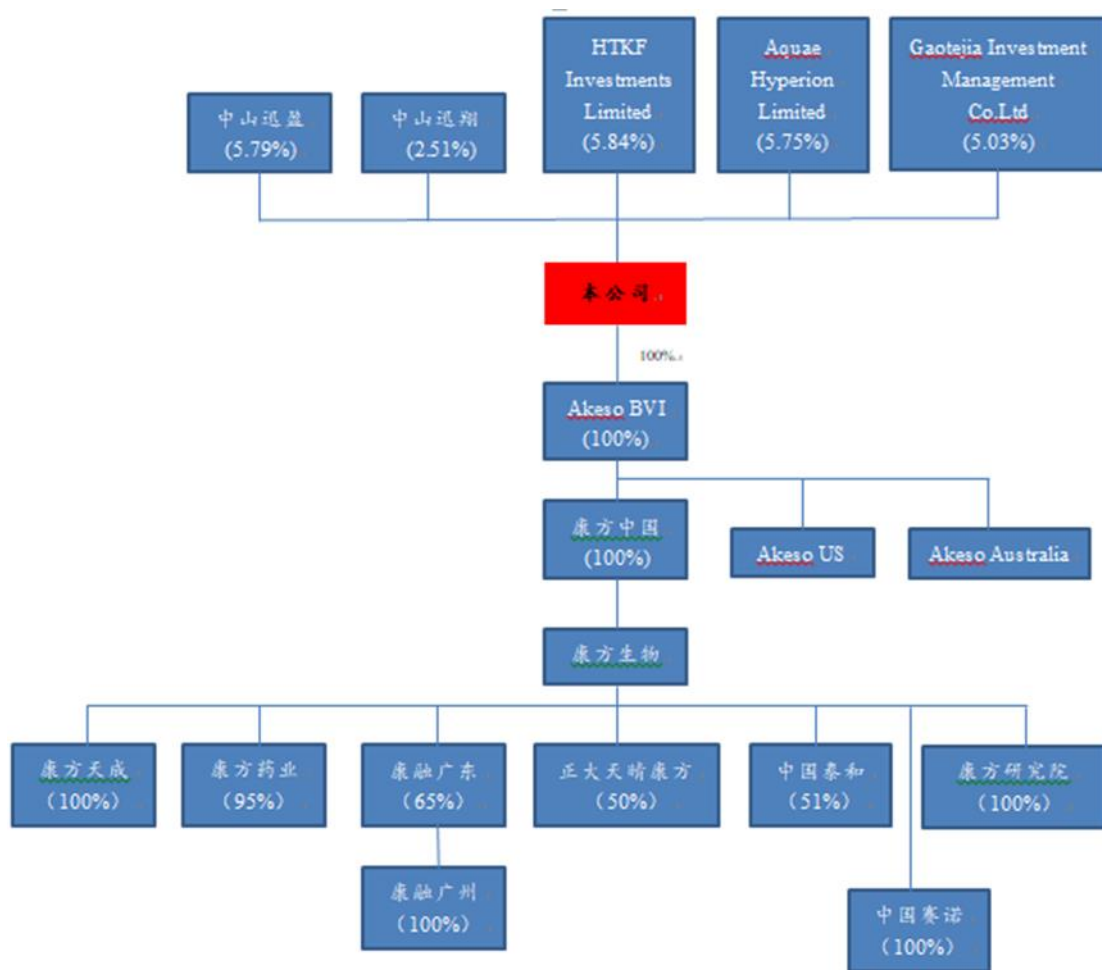 HTKF
Investments
Limited
(5.84%)
Aquae
Hyperion
Limited
(5.75%)
Gaotejia Investment
Management
Co.Ltd
(5.03%)
中山迅盈
(5.79%)
中山迅翔
(2.51%)
本公司
100%
Akeso BVI
(100%)
康方中国
(100%)
Akeso US
Akeso Australia
康方生物
康方天成
（100%）
康方药业
（95%）
康融广东
（65%）
正大天晴康方
（50%）
中国泰和
（51%）
康方研究院
（100%）
康融广州
（100%）
中国赛诺
（100%）